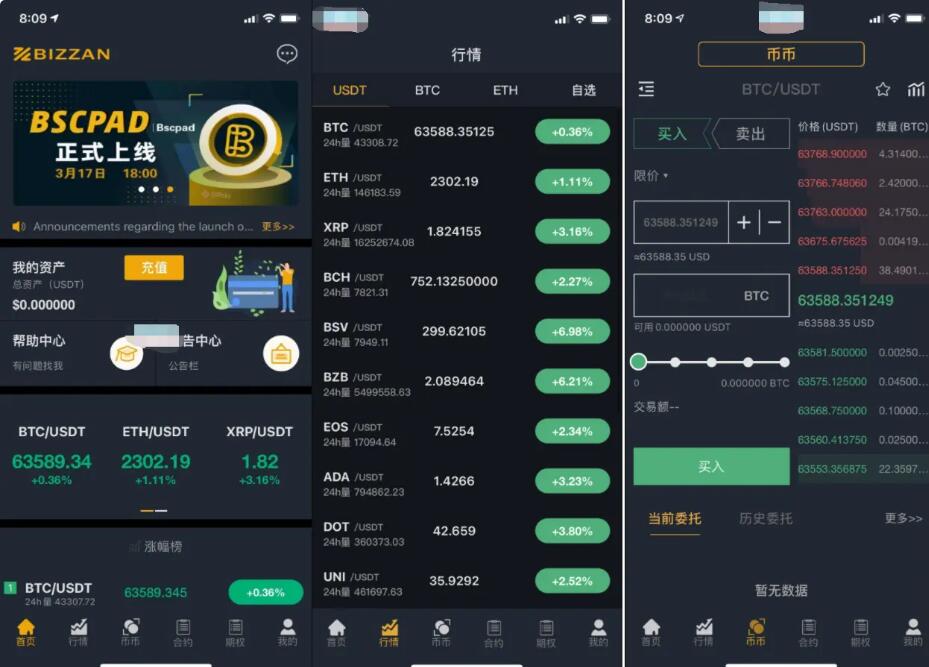 8:09
BIZZAN
BSCPAD
Bscpad
正式上线
3月17日 18:00
Announcements regarding the launch o... 更多>>
我的资产
总资产 (USDT)
$0.000000
充值
帮助中心
有问题找我
告中心
公告栏
BTC/USDT ETH/USDT XRP/USDT
63589.34 2302.19 1.82
+0.36% +1.11% +3.16%
涨幅榜
1 BTC/USDT 63589.345 +0.36%
24h量 43307.72
首页 行情 币币 合约 期权 我的
行情
USDT BTC ETH 自选
BTC /USDT 63588.35125 +0.36%
24h量 43308.72
ETH /USDT 2302.19 +1.11%
24h量 146183.59
XRP /USDT 1.824155 +3.16%
24h量 16252674.08
BCH /USDT 752.13250000 +2.27%
24h量 7821.31
BSV /USDT 299.62105 +6.98%
24h量 7949.11
BZB /USDT 2.089464 +6.21%
24h量 5499558.63
EOS /USDT 7.5254 +2.34%
24h量 17094.64
ADA /USDT 1.4266 +3.23%
24h量 794862.23
DOT /USDT 42.659 +3.80%
24h量 360373.03
UNI /USDT 35.9292 +2.52%
24h量 461697.63
首页 行情 币币 合约 期权 我的
8:09
币币
BTC/USDT
买入 卖出
限价
63588.351249 + −
≈63588.35 USD
BTC
可用 0.000000 USDT
0 0.000000 BTC
交易额--
买入
价格 (USDT) 数量 (BTC)
63768.900000 4.31400...
63766.748060 2.42000...
63763.000000 24.1750...
63675.675625 0.00419...
63588.351250 38.4901...
63588.351249
≈63588.35 USD
63581.500000 0.00250...
63575.125000 0.04500...
63568.750000 0.10000...
63560.413750 0.02500...
63553.356875 22.3597...
当前委托 历史委托 更多>>
暂无数据
首页 行情 币币 合约 期权 我的